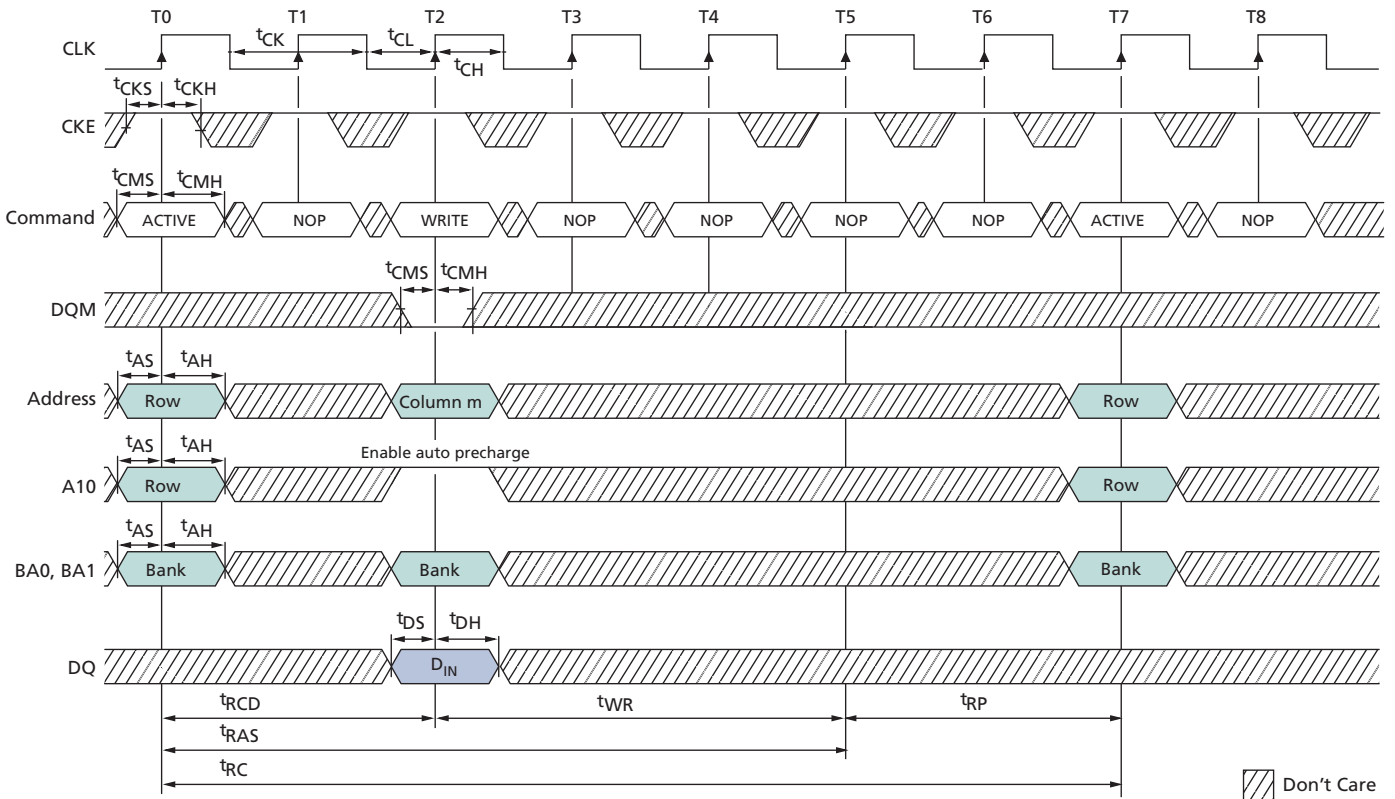 T0 T1 T2 T3 T4 T5 T6 T7 T8
CLK
tCK tCL
tCH
tCKS tCKH
CKE
tCMS tCMH
Command ACTIVE NOP WRITE NOP NOP NOP NOP ACTIVE NOP
tCMS tCMH
DQM
tAS tAH
Address Row Column m Row
tAS tAH Enable auto precharge
A10 Row Row
tAS tAH
BA0, BA1 Bank Bank Bank
tDS tDH
DQ DIN
tRCD tWR tRP
tRAS
tRC
Don't Care